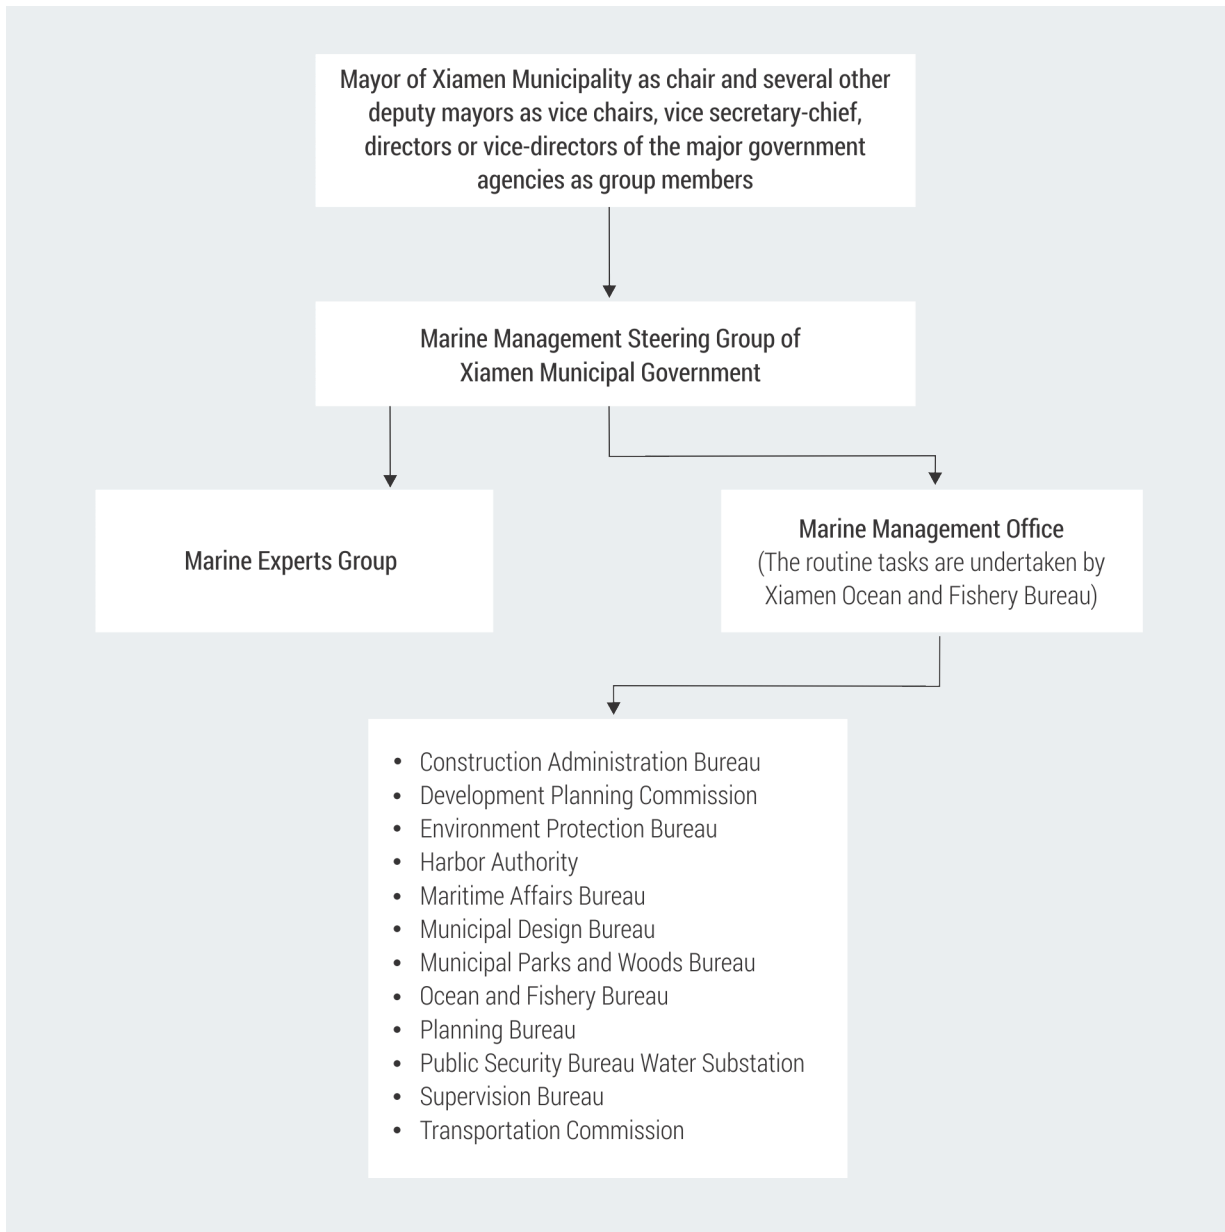 Mayor of Xiamen Municipality as chair and several other
deputy mayors as vice chairs, vice secretary-chief,
directors or vice-directors of the major government
agencies as group members
Marine Management Steering Group of
Xiamen Municipal Government
Marine Experts Group
Marine Management Office
(The routine tasks are undertaken by
Xiamen Ocean and Fishery Bureau)
• Construction Administration Bureau
• Development Planning Commission
• Environment Protection Bureau
• Harbor Authority
• Maritime Affairs Bureau
• Municipal Design Bureau
• Municipal Parks and Woods Bureau
• Ocean and Fishery Bureau
• Planning Bureau
• Public Security Bureau Water Substation
• Supervision Bureau
• Transportation Commission